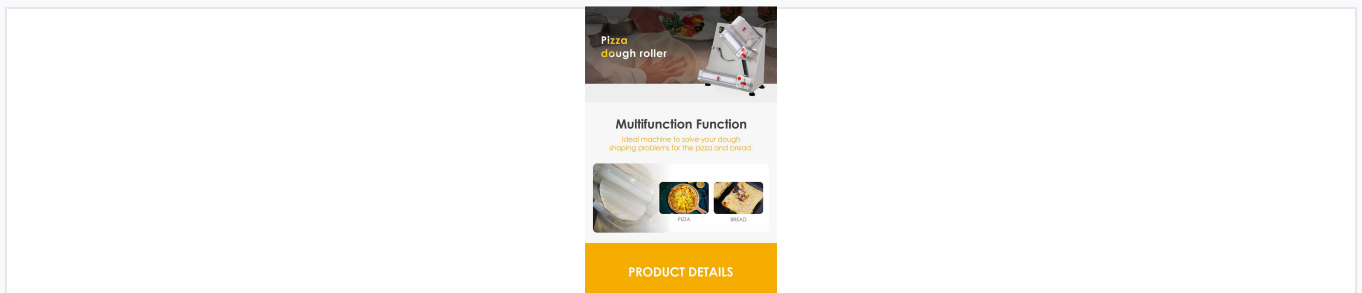 Pizza
dough roller
Multifunction Function
Ideal machine to solve your dough
shaping problems for the pizza and bread.
PIZZA
BREAD
PRODUCT DETAILS